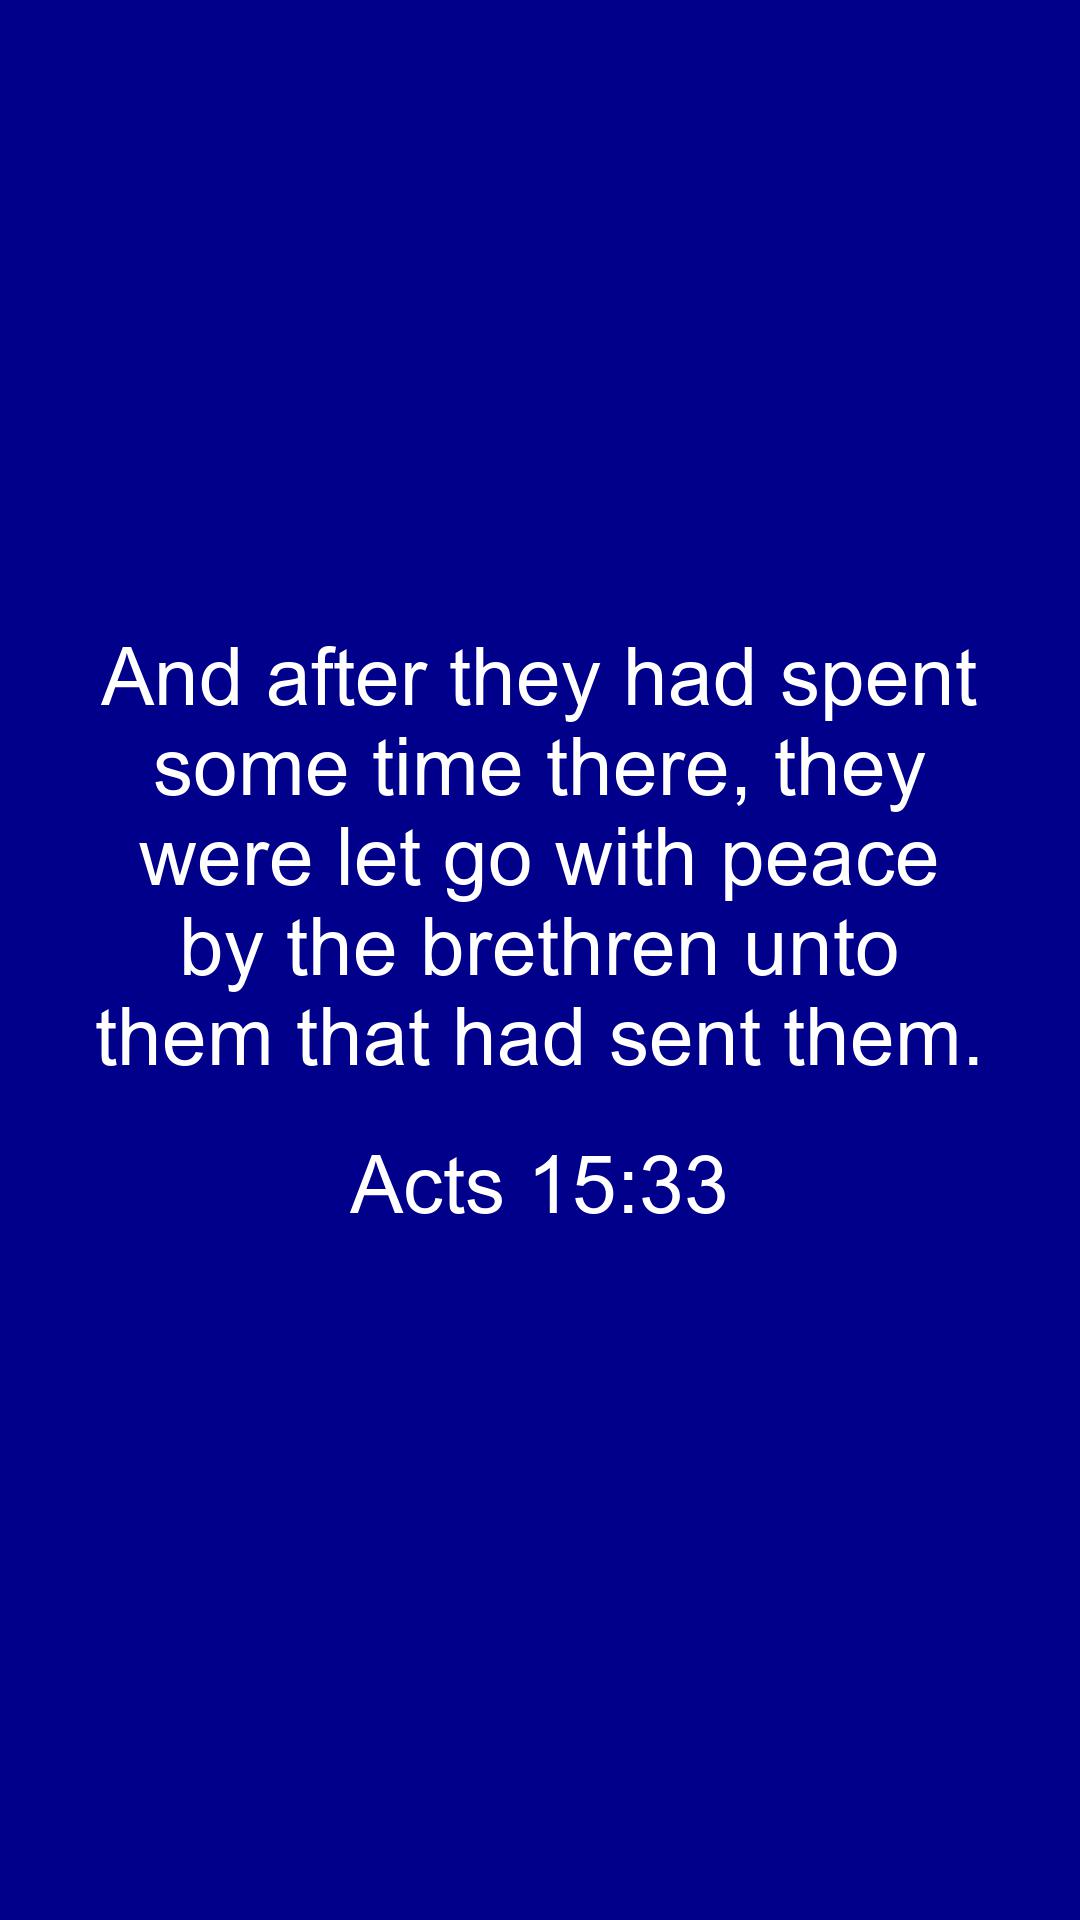 And after they had spent
some time there, they
were let go with peace
by the brethren unto
them that had sent them.
Acts 15:33